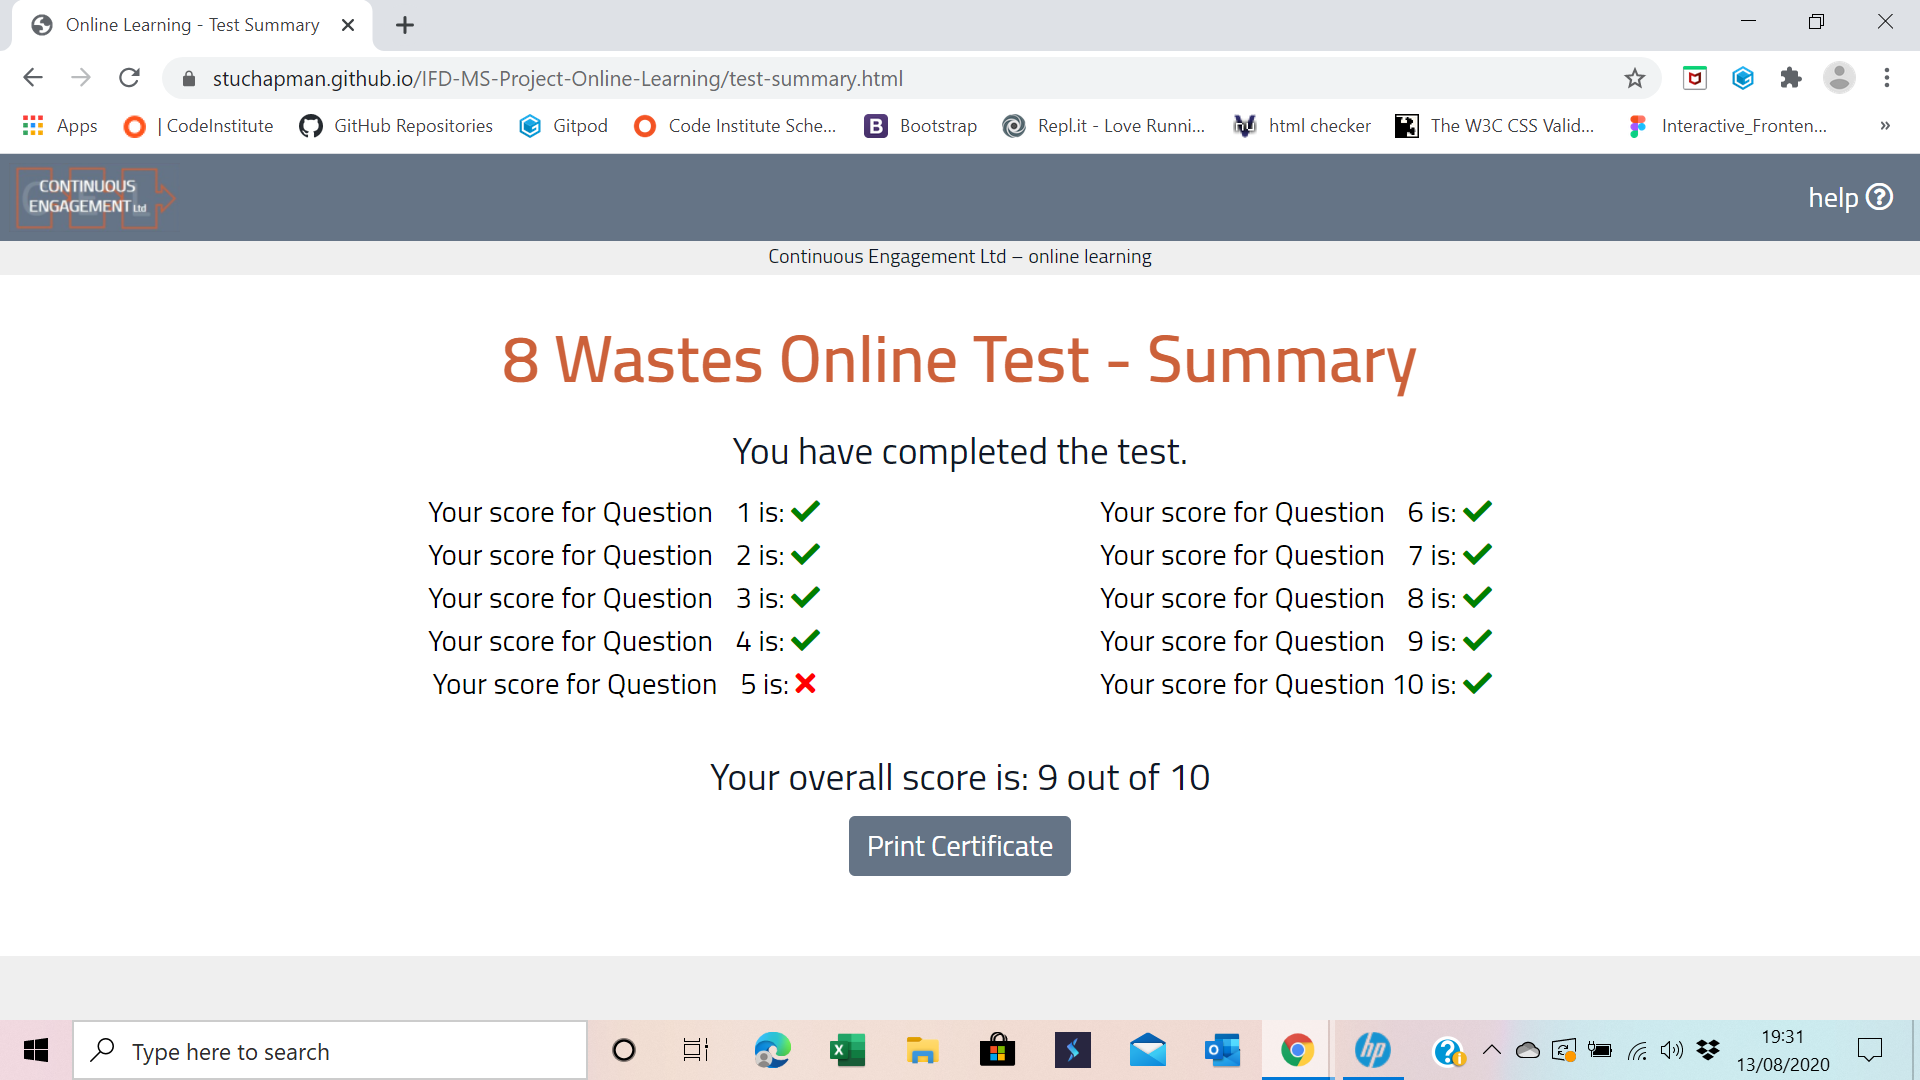 Online Learning - Test Summary
stuchapman.github.io/IFD-MS-Project-Online-Learning/test-summary.html
Apps
| CodeInstitute
GitHub Repositories
Gitpod
Code Institute Sche...
B Bootstrap
Repl.it - Love Runni...
html checker
The W3C CSS Valid...
Interactive_Fronten...
»
CONTINUOUS
ENGAGEMENT Ltd
help ?
Continuous Engagement Ltd – online learning
8 Wastes Online Test - Summary
You have completed the test.
Your score for Question 1 is:
Your score for Question 2 is:
Your score for Question 3 is:
Your score for Question 4 is:
Your score for Question 5 is:
Your score for Question 6 is:
Your score for Question 7 is:
Your score for Question 8 is:
Your score for Question 9 is:
Your score for Question 10 is:
Your overall score is: 9 out of 10
Print Certificate
Type here to search
hp
19:31
13/08/2020